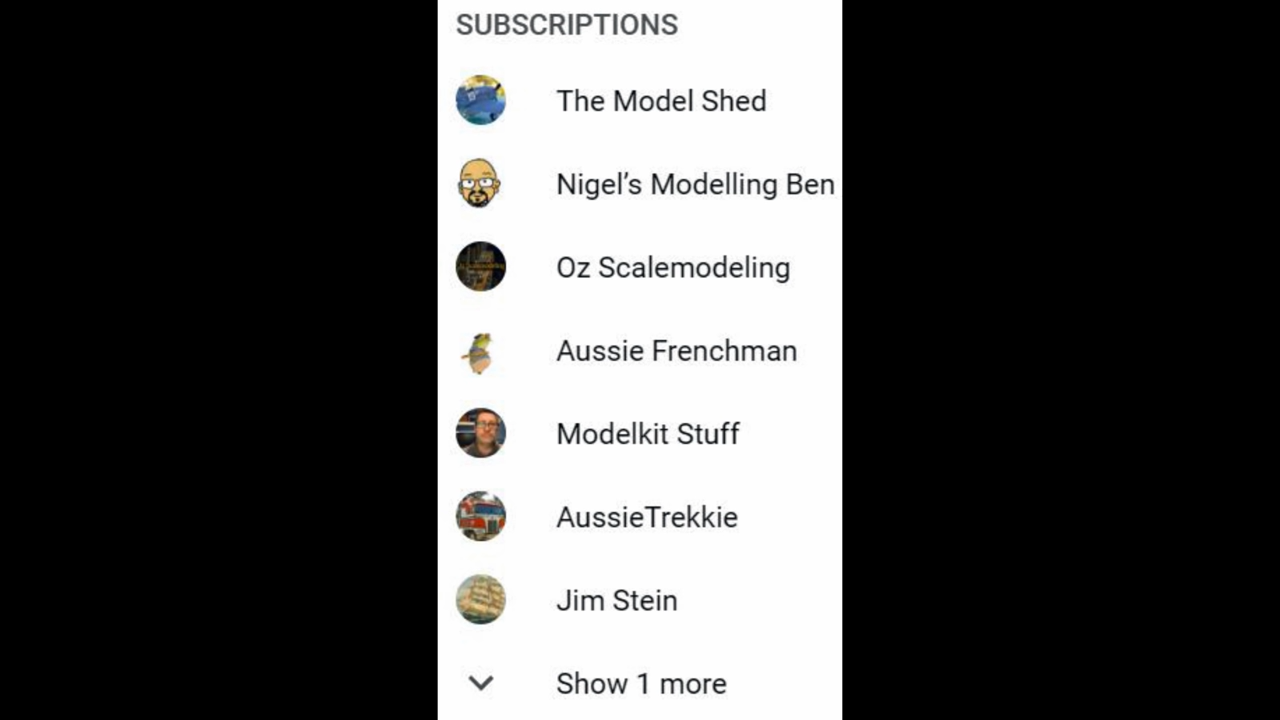 SUBSCRIPTIONS
The Model Shed
Nigel’s Modelling Ben
Oz Scalemodeling
Aussie Frenchman
Modelkit Stuff
AussieTrekkie
Jim Stein
Show 1 more